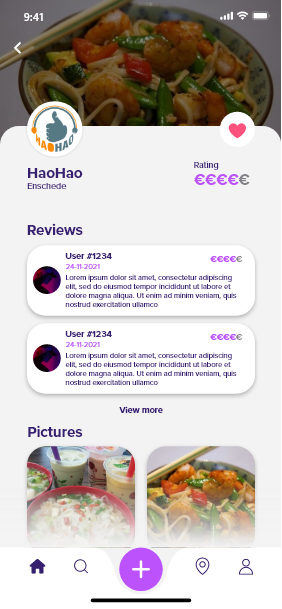 9:41
HAOHAO
HaoHao
Enschede
Rating
€€€€€
Reviews
User #1234
€€€€€
24-11-2021
Lorem ipsum dolor sit amet, consectetur adipiscing
elit, sed do eiusmod tempor incididunt ut labore et
dolore magna aliqua. Ut enim ad minim veniam, quis
nostrud exercitation ullamco
User #1234
€€€€€
24-11-2021
Lorem ipsum dolor sit amet, consectetur adipiscing
elit, sed do eiusmod tempor incididunt ut labore et
dolore magna aliqua. Ut enim ad minim veniam, quis
nostrud exercitation ullamco
View more
Pictures